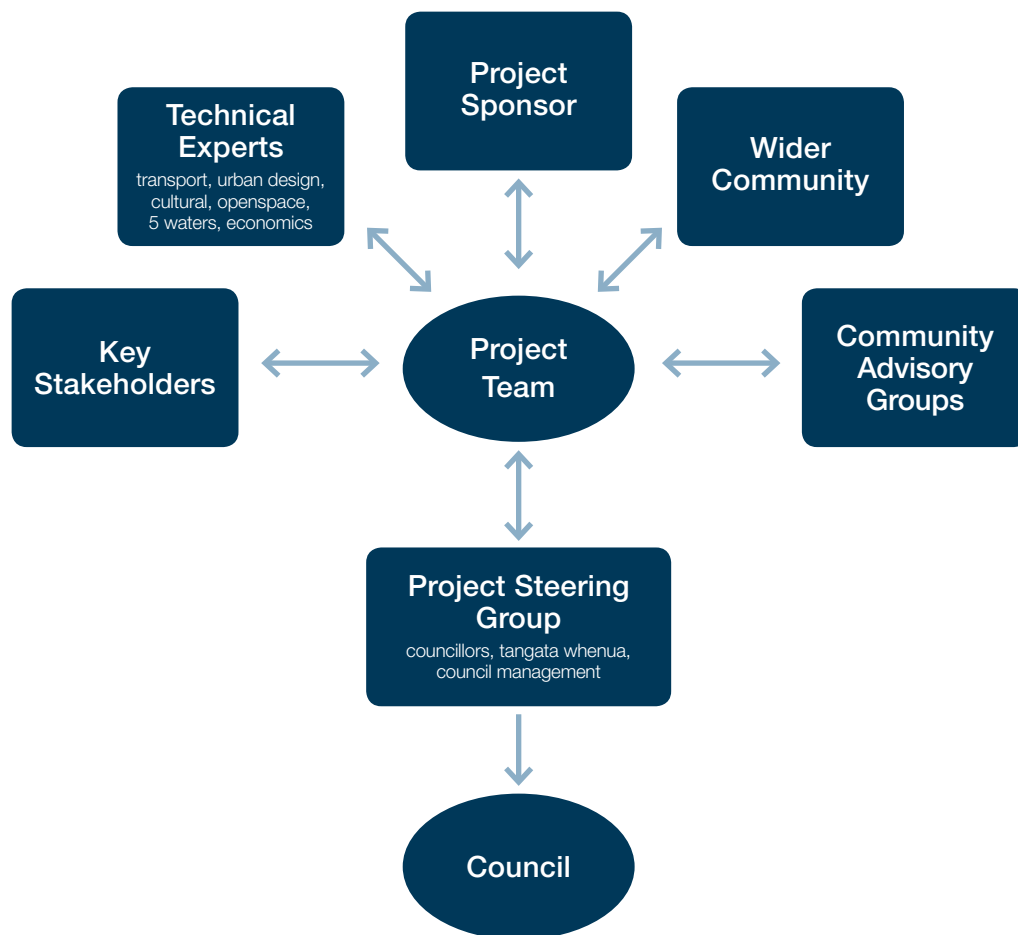 Project
Sponsor
Technical
Experts
transport, urban design,
cultural, openspace,
5 waters, economics
Wider
Community
Key
Stakeholders
Project
Team
Community
Advisory
Groups
Project Steering
Group
councillors, tangata whenua,
council management
Council